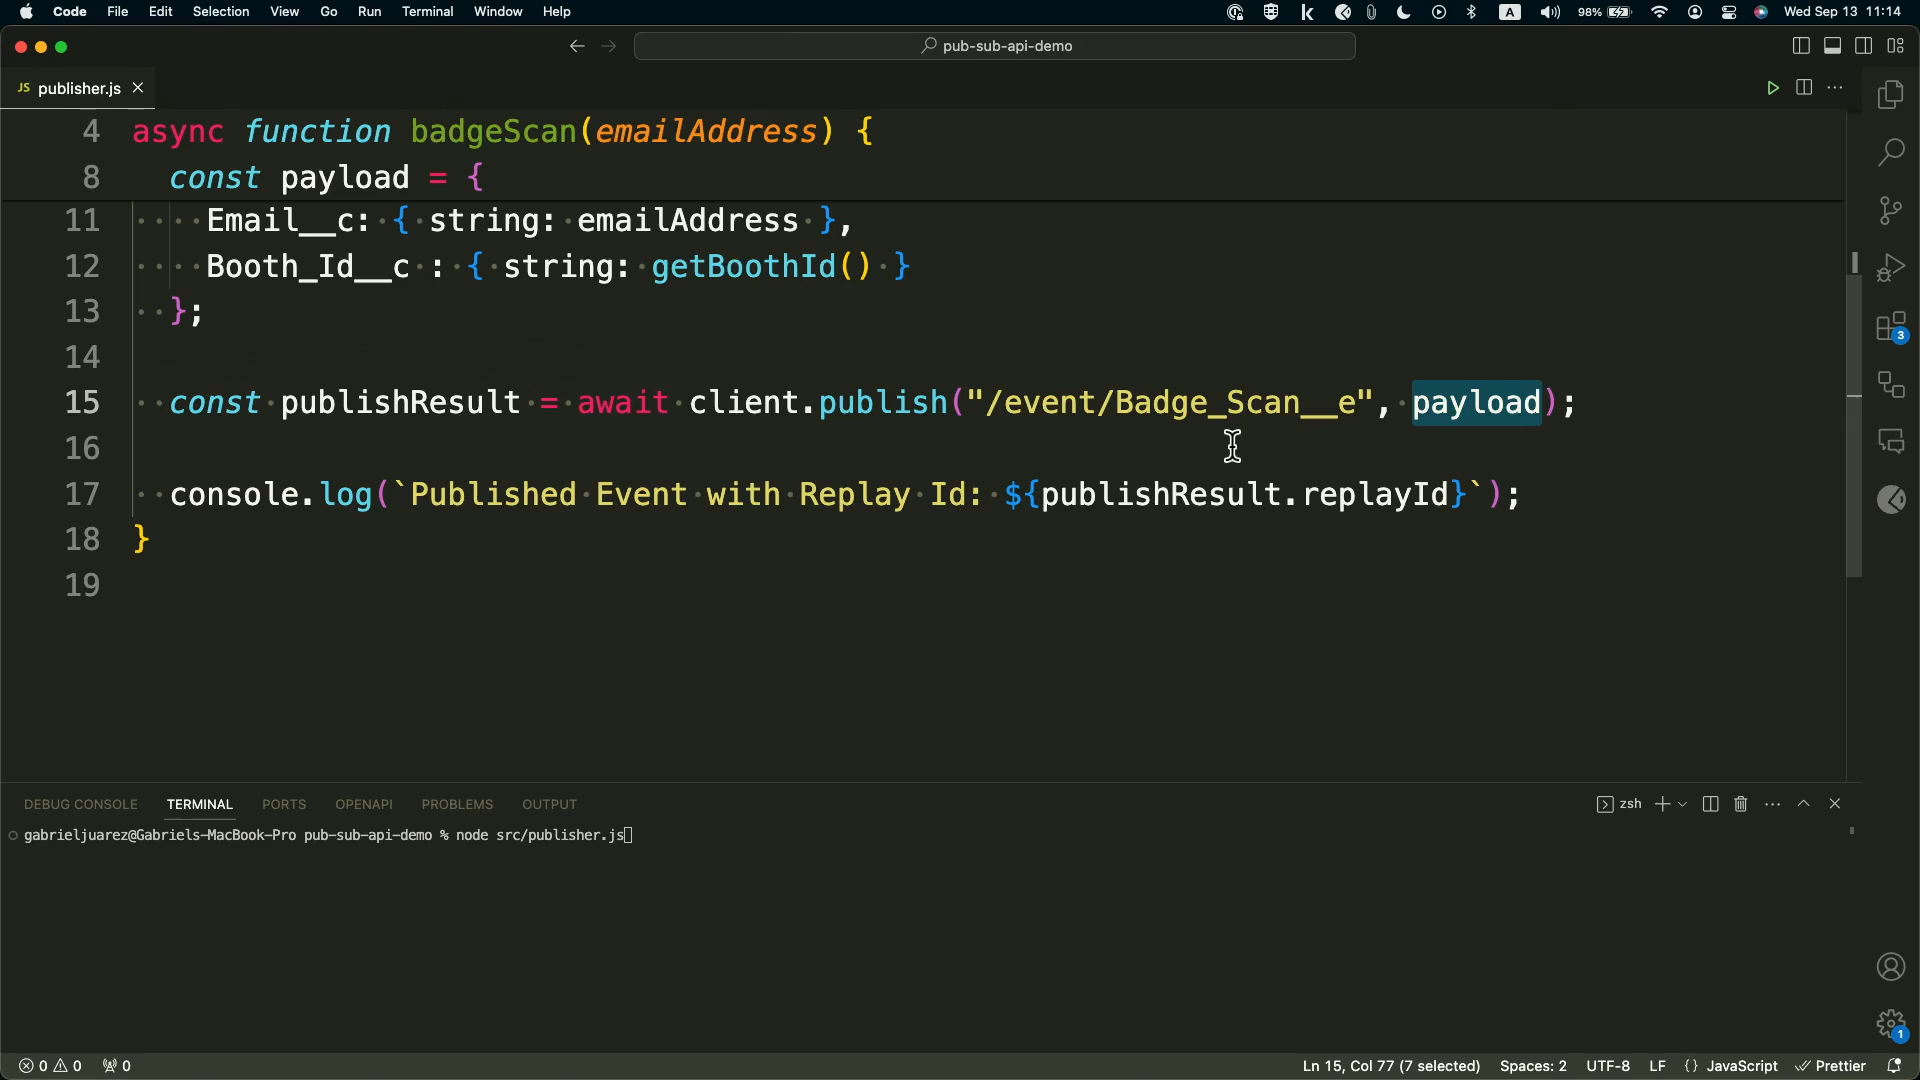 Code File Edit Selection View Go Run Terminal Window Help
A 98% Wed Sep 13 11:14
pub-sub-api-demo
JS publisher.js
4 async function badgeScan(emailAddress) {
8 const payload = {
11 Email__c: { string: emailAddress },
12 Booth_Id__c : { string: getBoothId() }
13 };
14
15 const publishResult = await client.publish("/event/Badge_Scan__e", payload);
16
17 console.log(`Published Event with Replay Id: ${publishResult.replayId}`);
18 }
19
3
DEBUG CONSOLE TERMINAL PORTS OPENAPI PROBLEMS OUTPUT
zsh
gabrieljuarez@Gabriels-MacBook-Pro pub-sub-api-demo % node src/publisher.js
1
0 0 0
Ln 15, Col 77 (7 selected) Spaces: 2 UTF-8 LF {} JavaScript Prettier